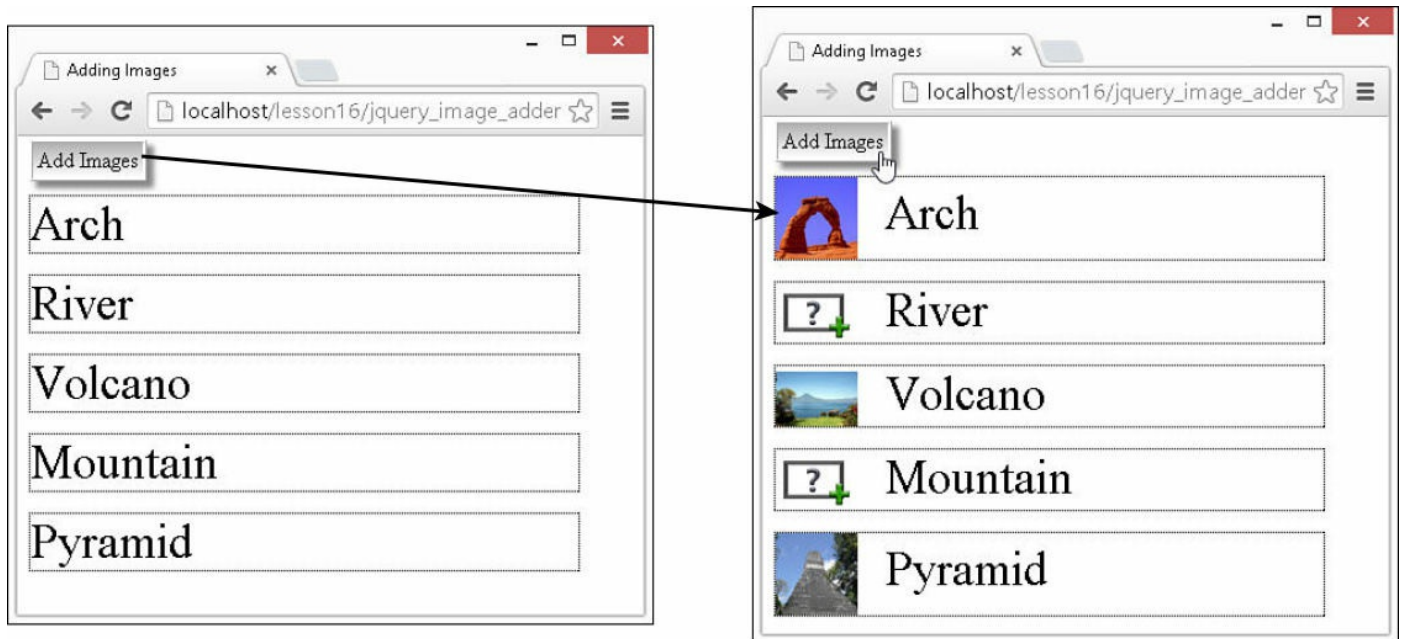 Adding Images
localhost/lesson16/jquery_image_adder
Add Images
Arch
River
Volcano
Mountain
Pyramid
Adding Images
localhost/lesson16/jquery_image_adder
Add Images
Arch
? River
Volcano
? Mountain
Pyramid